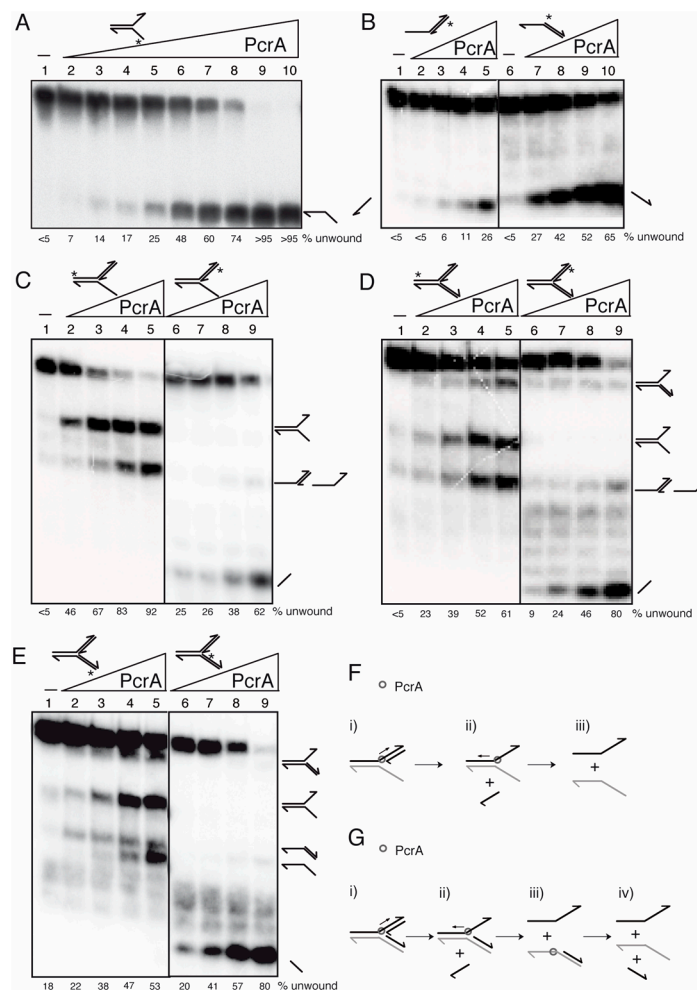 A
*
PcrA
— 2 3 4 5 6 7 8 9 10
1
<5 7 14 17 25 48 60 74 >95 >95 % unwound
B
* *
PcrA PcrA
— —
1 2 3 4 5 6 7 8 9 10
<5 <5 6 11 26 <5 27 42 52 65 % unwound
C
* *
PcrA PcrA
—
1 2 3 4 5 6 7 8 9
<5 46 67 83 92 25 26 38 62 % unwound
D
* *
PcrA PcrA
—
1 2 3 4 5 6 7 8 9
<5 23 39 52 61 9 24 46 80 % unwound
E
* *
PcrA PcrA
—
1 2 3 4 5 6 7 8 9
18 22 38 47 53 20 41 57 80 % unwound
F
PcrA
i) ii) iii)
+ +
G
PcrA
i) ii) iii) iv)
+ + +
+